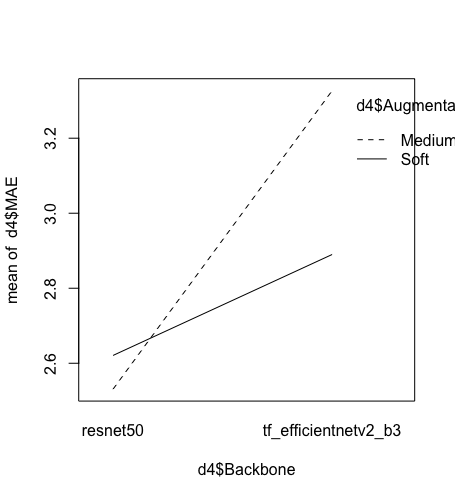 d4$Augmenta
Medium
Soft
mean of  d4$MAE
3.2
3.0
2.8
2.6
resnet50
tf_efficientnetv2_b3
d4$Backbone